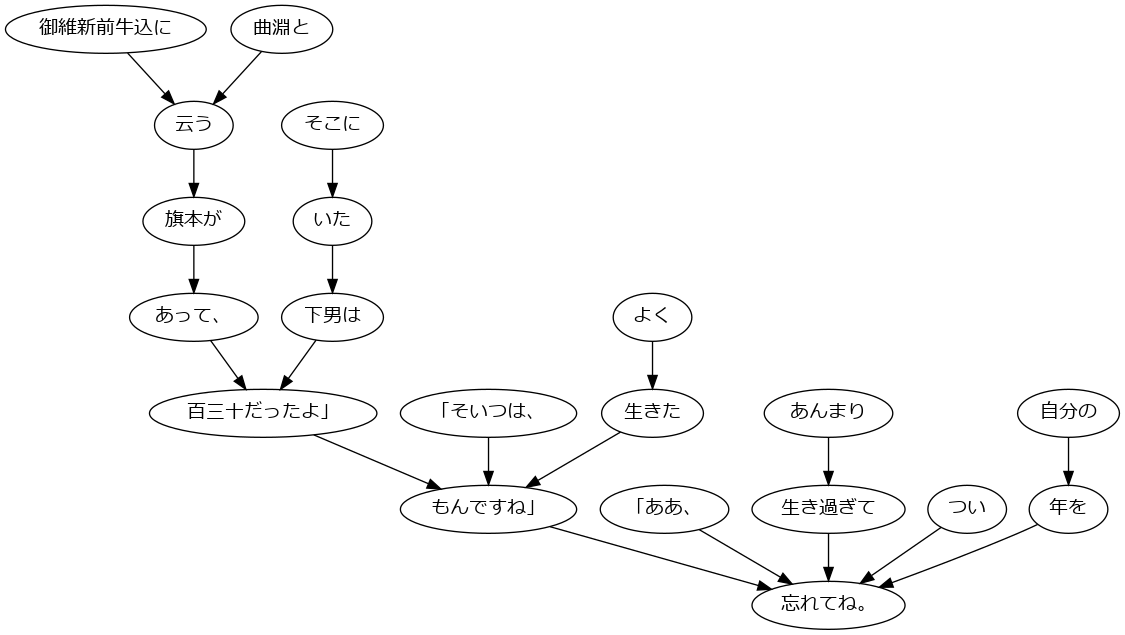 御維新前牛込に
曲淵と
云う
そこに
旗本が
いた
あって、
下男は
よく
百三十だったよ」
「そいつは、
生きた
あんまり
自分の
もんですね」
「ああ、
生き過ぎて
つい
年を
忘れてね。